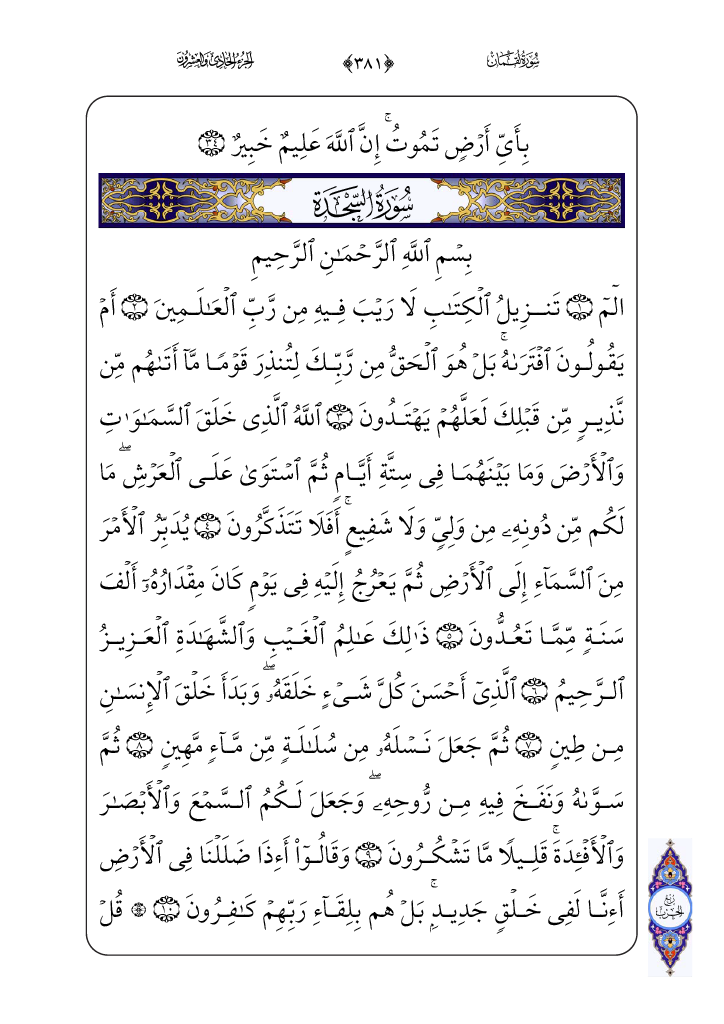 سُورَةُ لُقْمَان
﴿٣٨١﴾
الجزء الحادي والعشرون
بِأَيِّ أَرْضٍ تَمُوتُ ۚ إِنَّ ٱللَّهَ عَلِيمٌ خَبِيرٌ ۝٣٤
سُورَةُ السَّجْدَة
بِسْمِ ٱللَّهِ ٱلرَّحْمَـٰنِ ٱلرَّحِيمِ
الٓمٓ ۝١ تَنزِيلُ ٱلْكِتَـٰبِ لَا رَيْبَ فِيهِ مِن رَّبِّ ٱلْعَـٰلَمِينَ ۝٢ أَمْ
يَقُولُونَ ٱفْتَرَىٰهُ ۚ بَلْ هُوَ ٱلْحَقُّ مِن رَّبِّكَ لِتُنذِرَ قَوْمًا مَّآ أَتَىٰهُم مِّن
نَّذِيرٍ مِّن قَبْلِكَ لَعَلَّهُمْ يَهْتَدُونَ ۝٣ ٱللَّهُ ٱلَّذِى خَلَقَ ٱلسَّمَـٰوَٰتِ
وَٱلْأَرْضَ وَمَا بَيْنَهُمَا فِى سِتَّةِ أَيَّامٍ ثُمَّ ٱسْتَوَىٰ عَلَى ٱلْعَرْشِ ۖ مَا
لَكُم مِّن دُونِهِۦ مِن وَلِىٍّ وَلَا شَفِيعٍ ۚ أَفَلَا تَتَذَكَّرُونَ ۝٤ يُدَبِّرُ ٱلْأَمْرَ
مِنَ ٱلسَّمَآءِ إِلَى ٱلْأَرْضِ ثُمَّ يَعْرُجُ إِلَيْهِ فِى يَوْمٍ كَانَ مِقْدَارُهُۥٓ أَلْفَ
سَنَةٍ مِّمَّا تَعُدُّونَ ۝٥ ذَٰلِكَ عَـٰلِمُ ٱلْغَيْبِ وَٱلشَّهَـٰدَةِ ٱلْعَزِيزُ
ٱلرَّحِيمُ ۝٦ ٱلَّذِىٓ أَحْسَنَ كُلَّ شَىْءٍ خَلَقَهُۥ ۖ وَبَدَأَ خَلْقَ ٱلْإِنسَـٰنِ
مِن طِينٍ ۝٧ ثُمَّ جَعَلَ نَسْلَهُۥ مِن سُلَـٰلَةٍ مِّن مَّآءٍ مَّهِينٍ ۝٨ ثُمَّ
سَوَّىٰهُ وَنَفَخَ فِيهِ مِن رُّوحِهِۦ ۖ وَجَعَلَ لَكُمُ ٱلسَّمْعَ وَٱلْأَبْصَـٰرَ
وَٱلْأَفْـِٔدَةَ ۚ قَلِيلًا مَّا تَشْكُرُونَ ۝٩ وَقَالُوٓا۟ أَءِذَا ضَلَلْنَا فِى ٱلْأَرْضِ
أَءِنَّا لَفِى خَلْقٍ جَدِيدٍۭ ۚ بَلْ هُم بِلِقَآءِ رَبِّهِمْ كَـٰفِرُونَ ۝١٠ ۞ قُلْ
ربع
الحزب